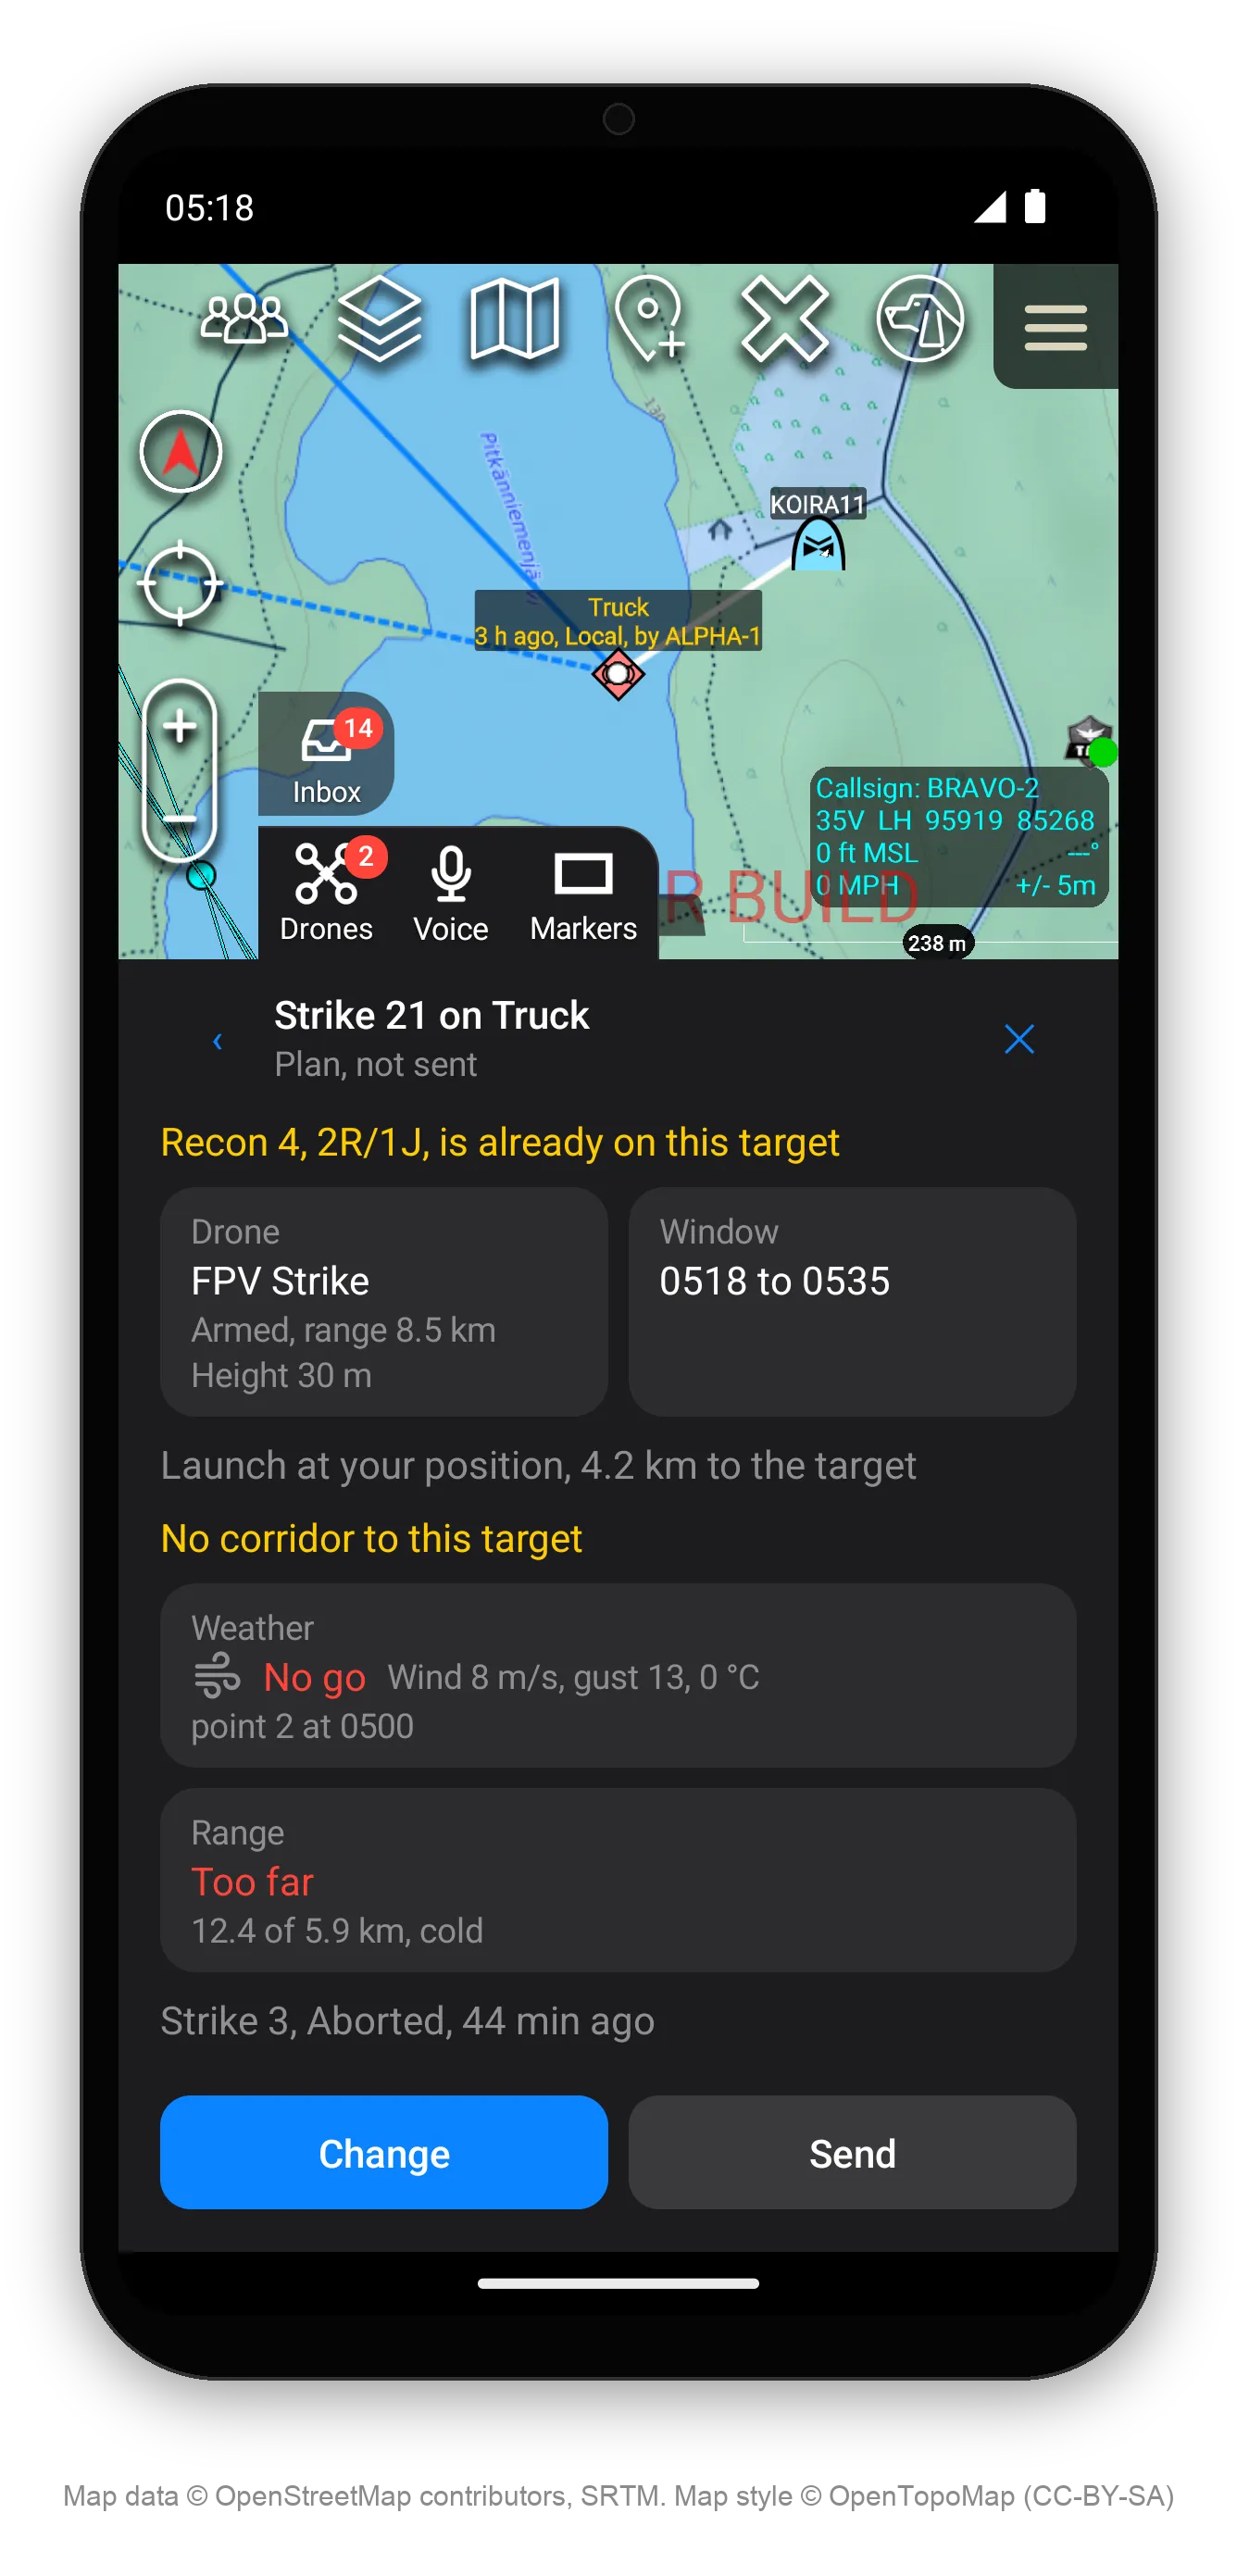 05:18
130
Pitkänniemenjä
KOIRA11
Truck
3 h ago, Local, by ALPHA-1
14
Inbox
Callsign: BRAVO-2
35V LH 95919 85268
0 ft MSL ---°
0 MPH +/- 5m
2
Drones
Voice
Markers
R BUILD
238 m
Strike 21 on Truck
Plan, not sent
Recon 4, 2R/1J, is already on this target
Drone
FPV Strike
Armed, range 8.5 km
Height 30 m
Window
0518 to 0535
Launch at your position, 4.2 km to the target
No corridor to this target
Weather
No go Wind 8 m/s, gust 13, 0 °C
point 2 at 0500
Range
Too far
12.4 of 5.9 km, cold
Strike 3, Aborted, 44 min ago
Change
Send
Map data © OpenStreetMap contributors, SRTM. Map style © OpenTopoMap (CC-BY-SA)